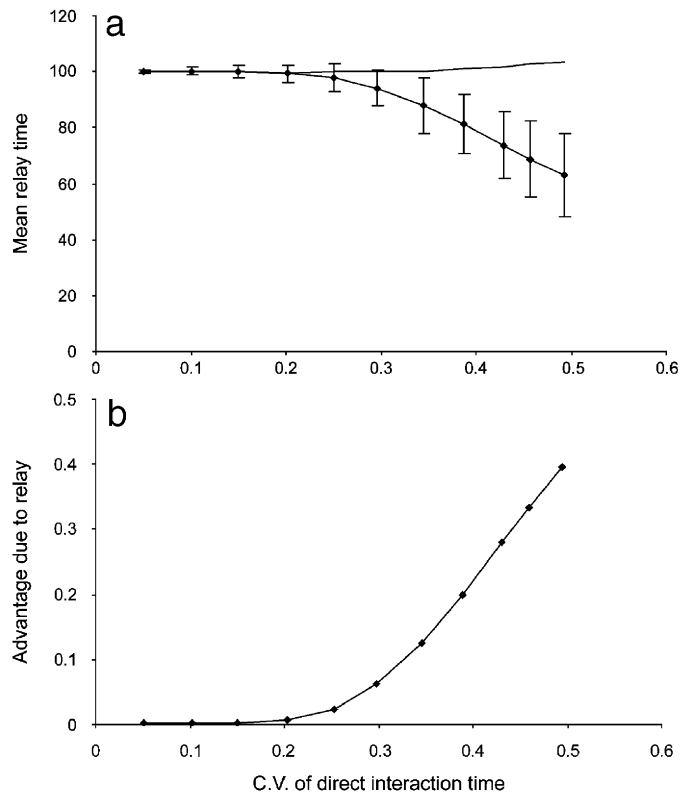 a
120
100
80
60
40
20
0
Mean relay time
0 0.1 0.2 0.3 0.4 0.5 0.6
b
0.5
0.4
0.3
0.2
0.1
0
Advantage due to relay
0 0.1 0.2 0.3 0.4 0.5 0.6
C.V. of direct interaction time